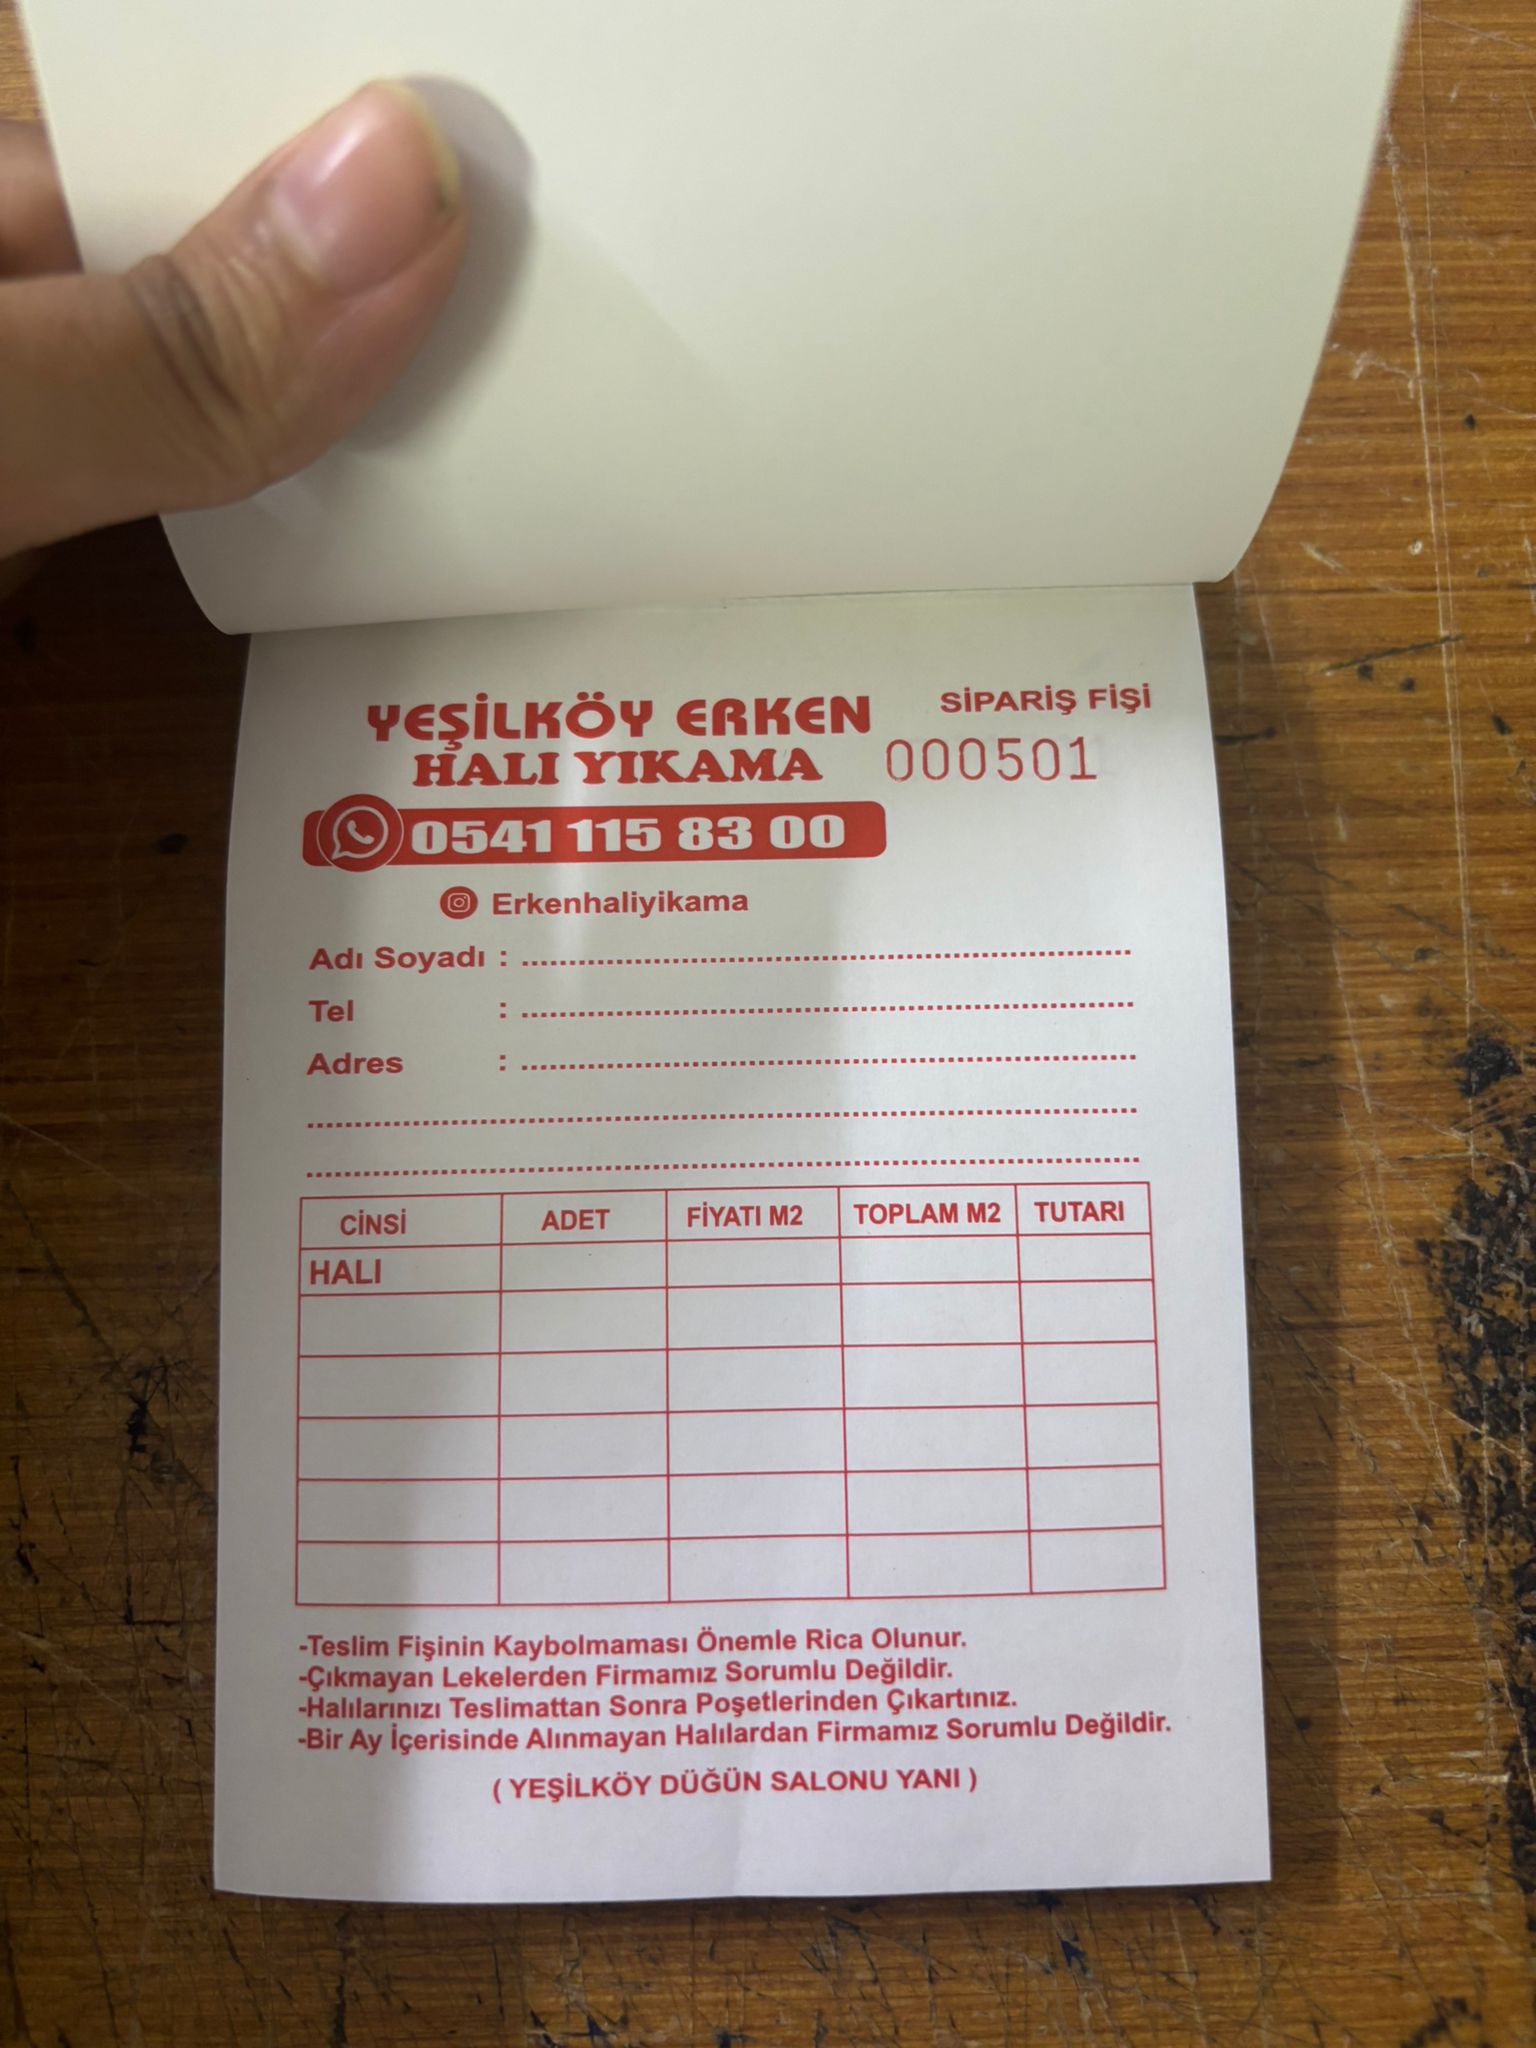 YEŞİLKÖY ERKEN
HALI YIKAMA
SİPARİŞ FİŞİ
000501
0541 115 83 00
Erkenhaliyikama
Adı Soyadı : ................................................................
Tel : ................................................................
Adres : ................................................................
................................................................
................................................................
CİNSİ ADET FİYATI M2 TOPLAM M2 TUTARI
HALI
-Teslim Fişinin Kaybolmaması Önemle Rica Olunur.
-Çıkmayan Lekelerden Firmamız Sorumlu Değildir.
-Halılarınızı Teslimattan Sonra Poşetlerinden Çıkartınız.
-Bir Ay İçerisinde Alınmayan Halılardan Firmamız Sorumlu Değildir.
( YEŞİLKÖY DÜĞÜN SALONU YANI )